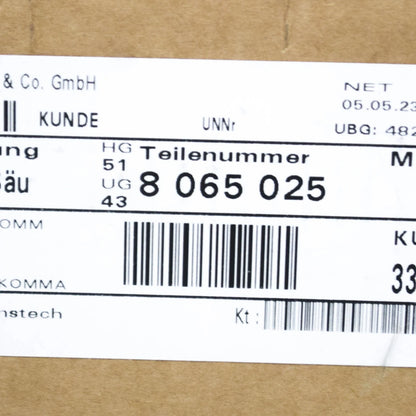 & Co. GmbH
NET
05.05.23
KUNDE
UNNr
UBG: 482
ung
HG
51
Teilenummer
M
Säu
UG
43
8 065 025
OMM
KU
33
KOMMA
nstech
Kt :